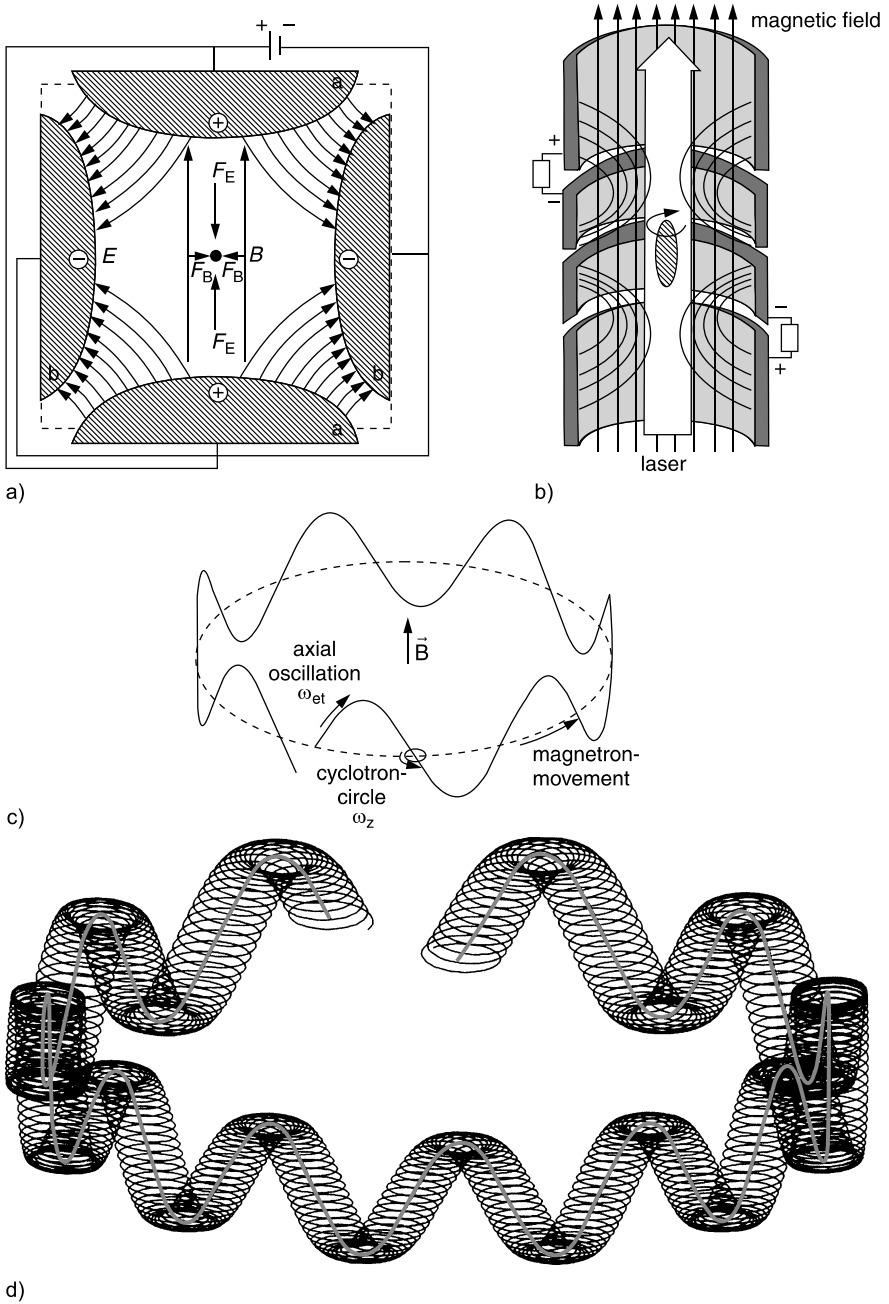 + −
a
F_E
+
− E F_B F_B B −
F_E
b b
+
a
a)
magnetic field
+
−
−
+
laser
b)
axial
oscillation
ω_et
B⃗
cyclotron-
circle
ω_z
magnetron-
movement
c)
d)